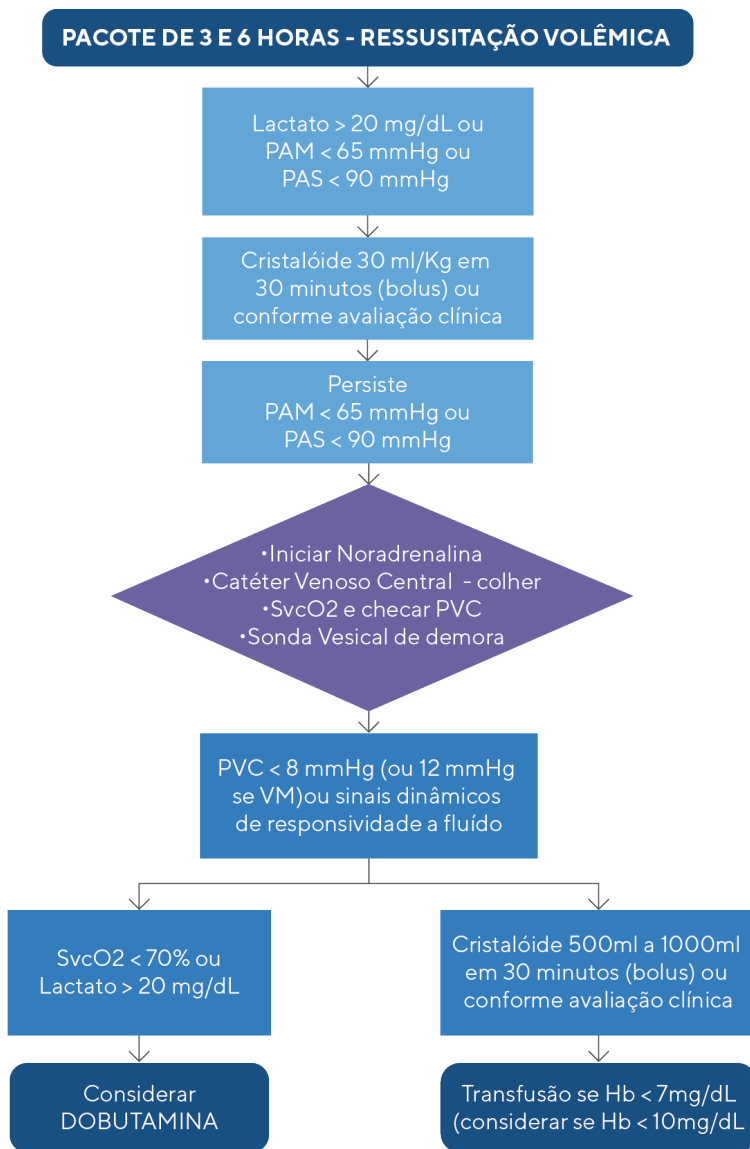 PACOTE DE 3 E 6 HORAS - RESSUSITAÇÃO VOLÊMICA
Lactato > 20 mg/dL ou
PAM < 65 mmHg ou
PAS < 90 mmHg
Cristalóide 30 ml/Kg em
30 minutos (bolus) ou
conforme avaliação clínica
Persiste
PAM < 65 mmHg ou
PAS < 90 mmHg
•Iniciar Noradrenalina
•Catéter Venoso Central - colher
•SvcO2 e checar PVC
•Sonda Vesical de demora
PVC < 8 mmHg (ou 12 mmHg
se VM)ou sinais dinâmicos
de responsividade a fluído
SvcO2 < 70% ou
Lactato > 20 mg/dL
Considerar
DOBUTAMINA
Cristalóide 500ml a 1000ml
em 30 minutos (bolus) ou
conforme avaliação clínica
Transfusão se Hb < 7mg/dL
(considerar se Hb < 10mg/dL